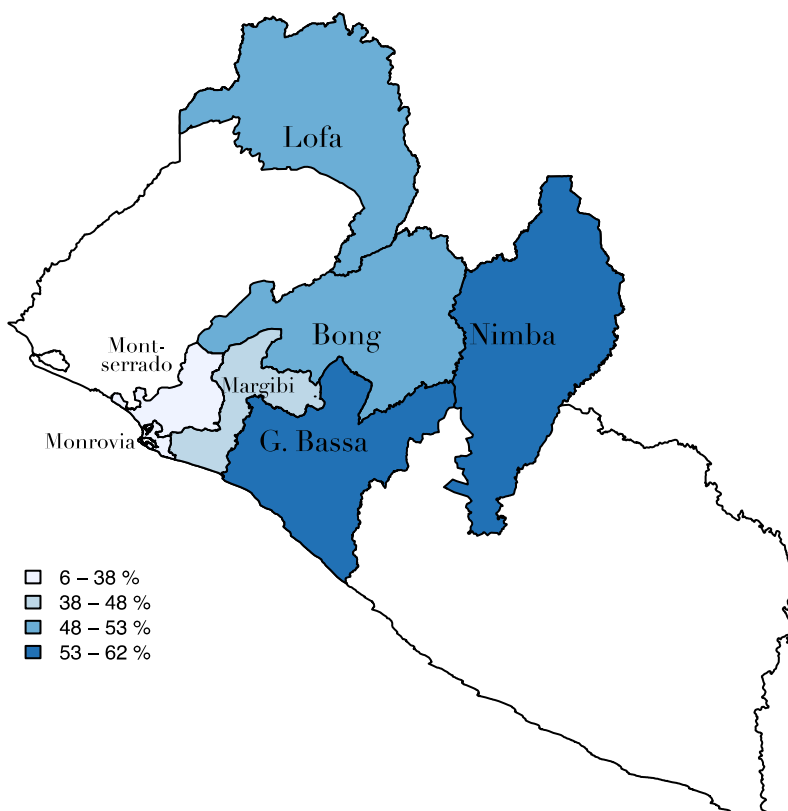 Lofa
Bong
Nimba
Mont-
serrado
Margibi
Monrovia
G. Bassa
6 – 38 %
38 – 48 %
48 – 53 %
53 – 62 %